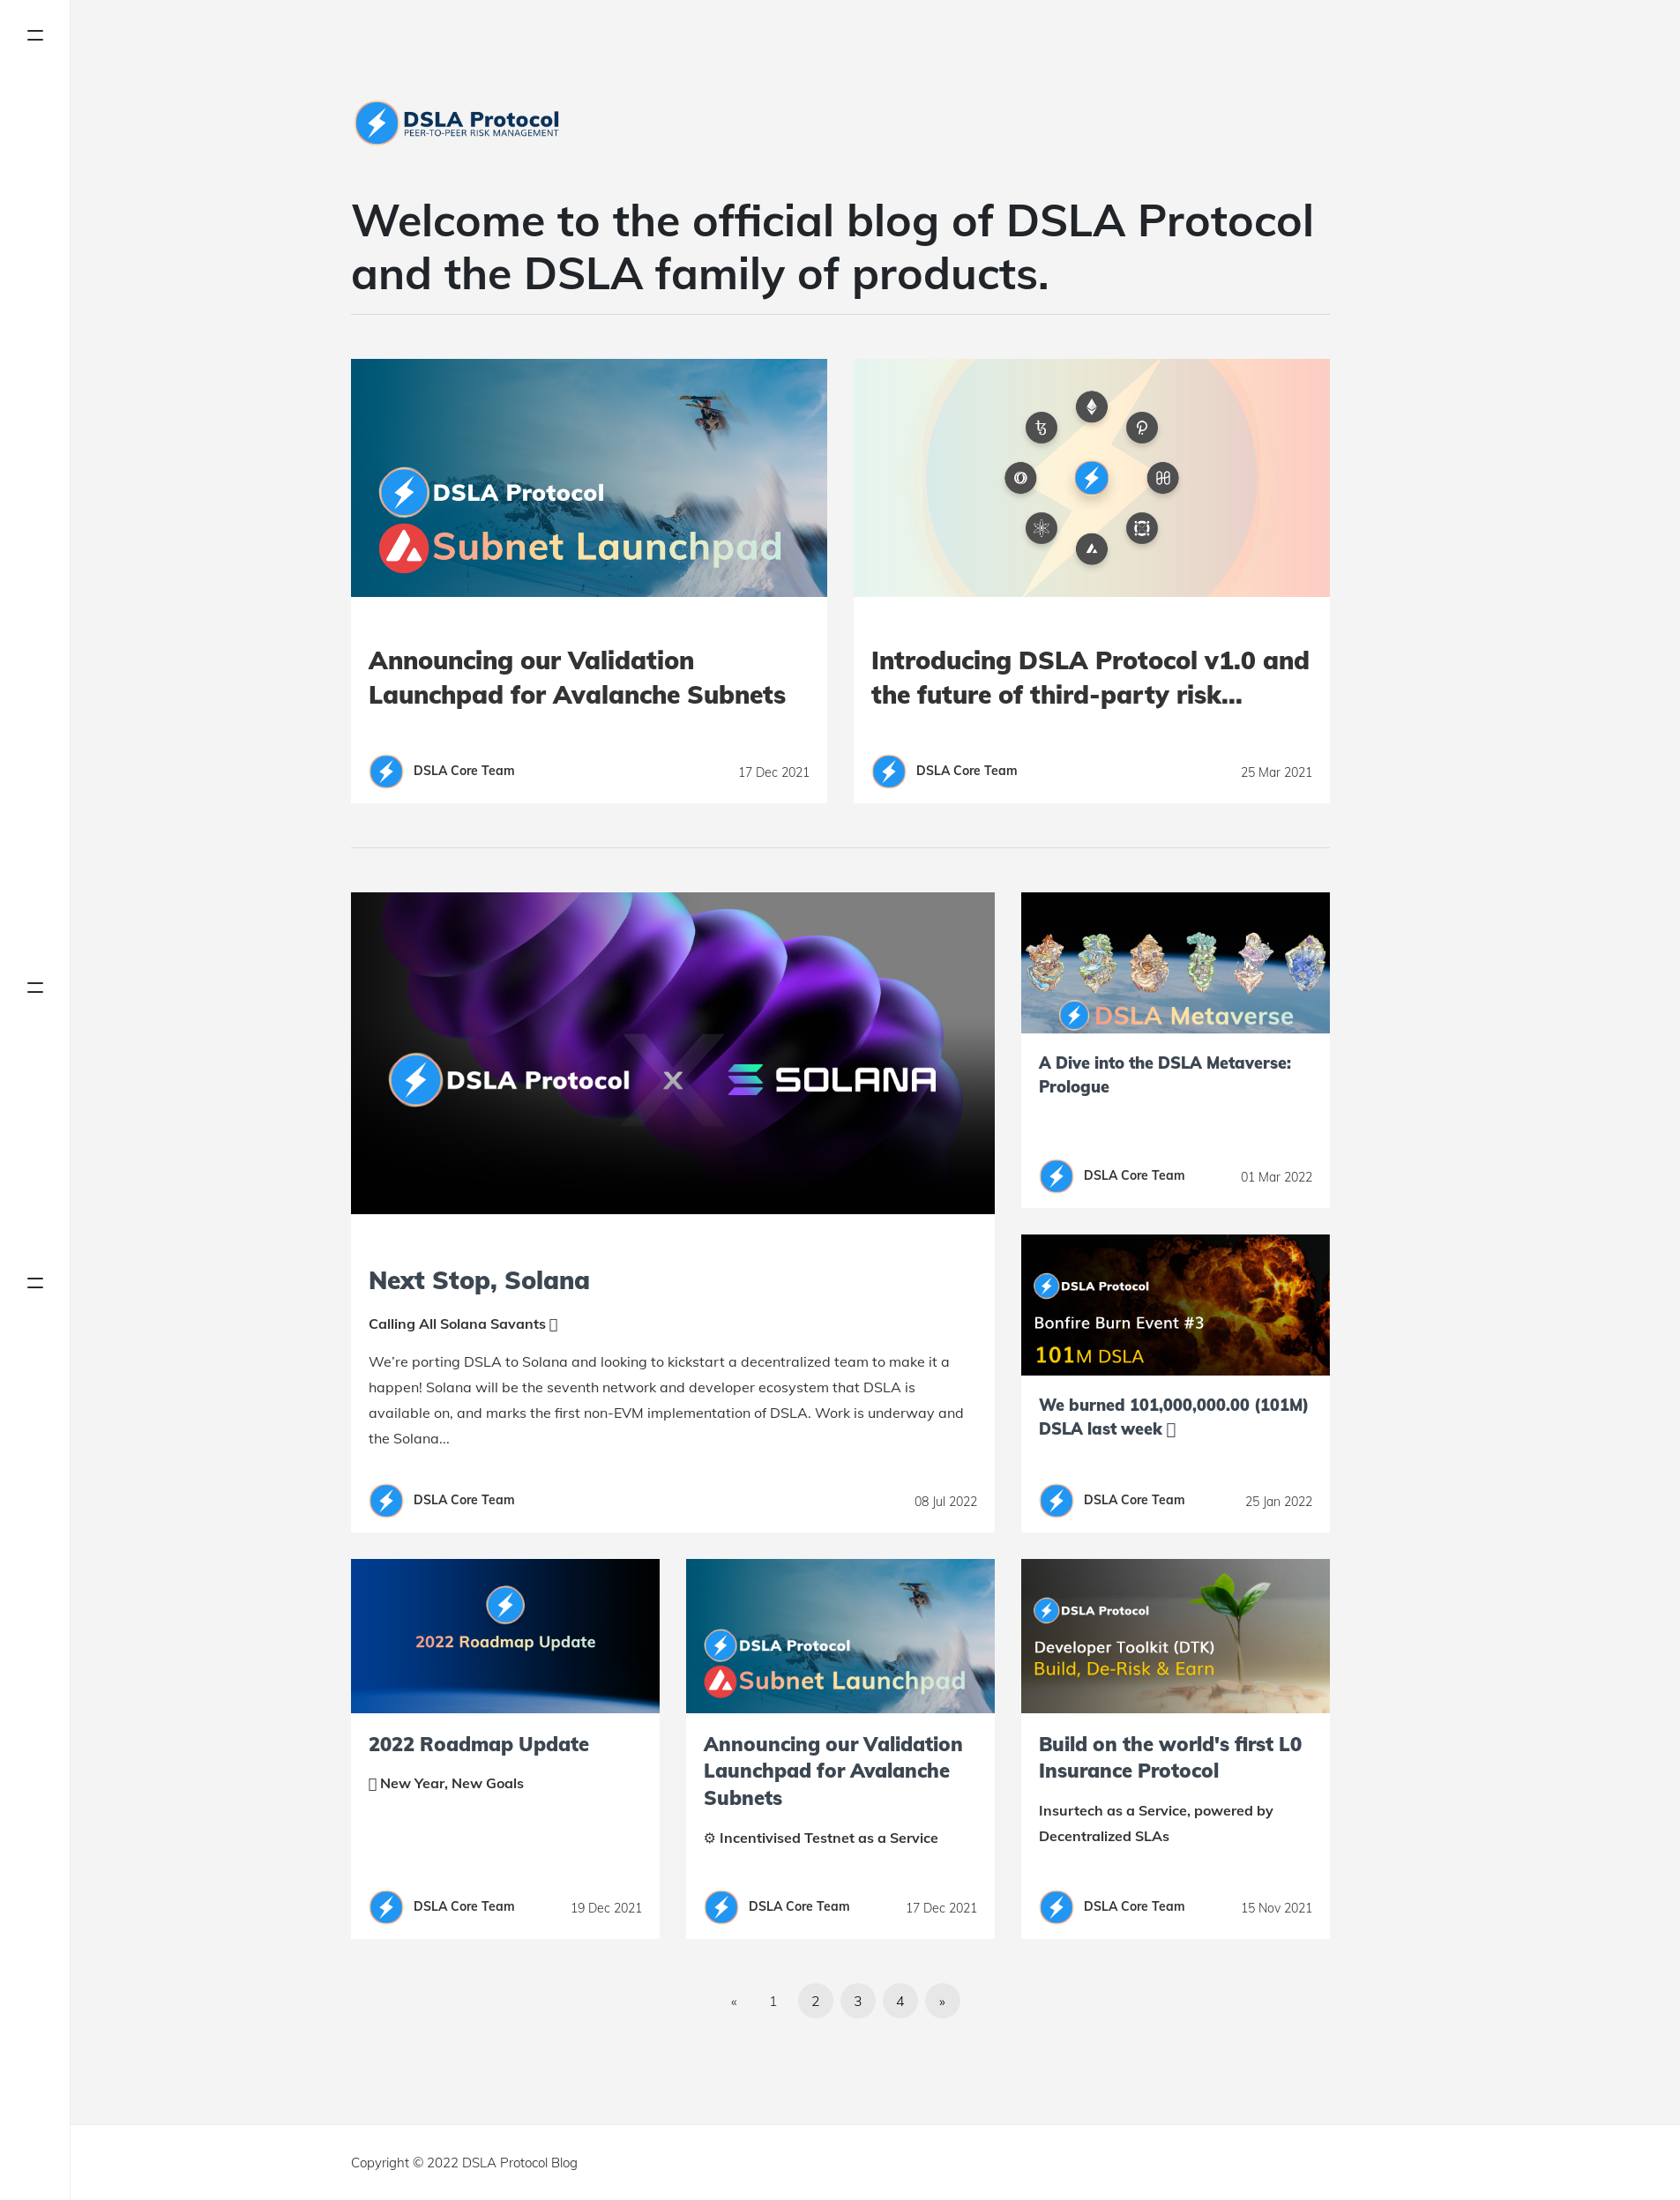 DSLA Protocol
PEER-TO-PEER RISK MANAGEMENT
Welcome to the official blog of DSLA Protocol
and the DSLA family of products.
DSLA Protocol
Subnet Launchpad
Announcing our Validation
Launchpad for Avalanche Subnets
DSLA Core Team
17 Dec 2021
Introducing DSLA Protocol v1.0 and
the future of third-party risk...
DSLA Core Team
25 Mar 2021
DSLA Protocol x SOLANA
Next Stop, Solana
Calling All Solana Savants
We’re porting DSLA to Solana and looking to kickstart a decentralized team to make it a
happen! Solana will be the seventh network and developer ecosystem that DSLA is
available on, and marks the first non-EVM implementation of DSLA. Work is underway and
the Solana...
DSLA Core Team
08 Jul 2022
DSLA Metaverse
A Dive into the DSLA Metaverse:
Prologue
DSLA Core Team
01 Mar 2022
DSLA Protocol
Bonfire Burn Event #3
101M DSLA
We burned 101,000,000.00 (101M)
DSLA last week
DSLA Core Team
25 Jan 2022
2022 Roadmap Update
2022 Roadmap Update
New Year, New Goals
DSLA Core Team
19 Dec 2021
DSLA Protocol
Subnet Launchpad
Announcing our Validation
Launchpad for Avalanche
Subnets
⚙ Incentivised Testnet as a Service
DSLA Core Team
17 Dec 2021
DSLA Protocol
Developer Toolkit (DTK)
Build, De-Risk & Earn
Build on the world's first L0
Insurance Protocol
Insurtech as a Service, powered by
Decentralized SLAs
DSLA Core Team
15 Nov 2021
« 1 2 3 4 »
Copyright © 2022 DSLA Protocol Blog